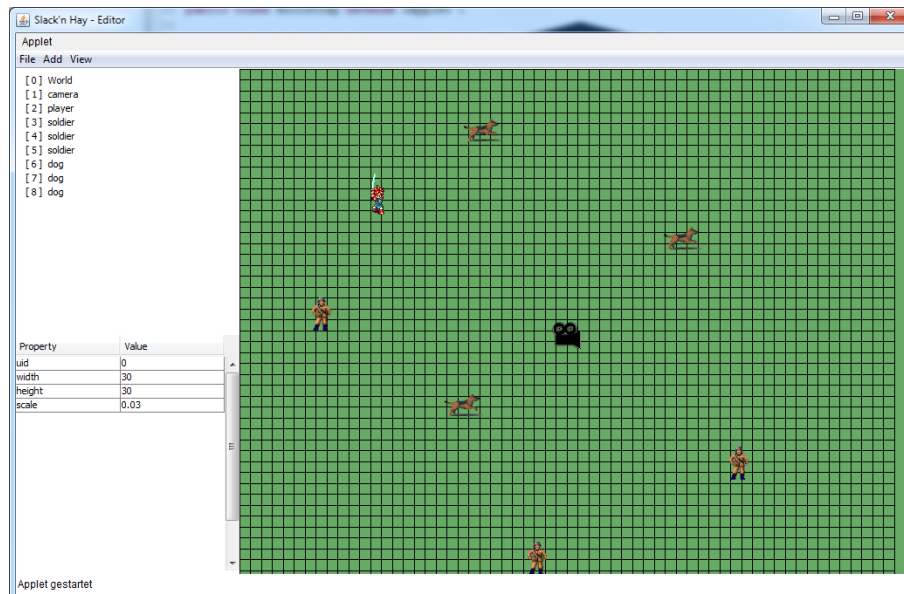 Slack'n Hay - Editor
Applet
File Add View
[ 0 ] World
[ 1 ] camera
[ 2 ] player
[ 3 ] soldier
[ 4 ] soldier
[ 5 ] soldier
[ 6 ] dog
[ 7 ] dog
[ 8 ] dog
Property Value
uid 0
width 30
height 30
scale 0.03
Applet gestartet